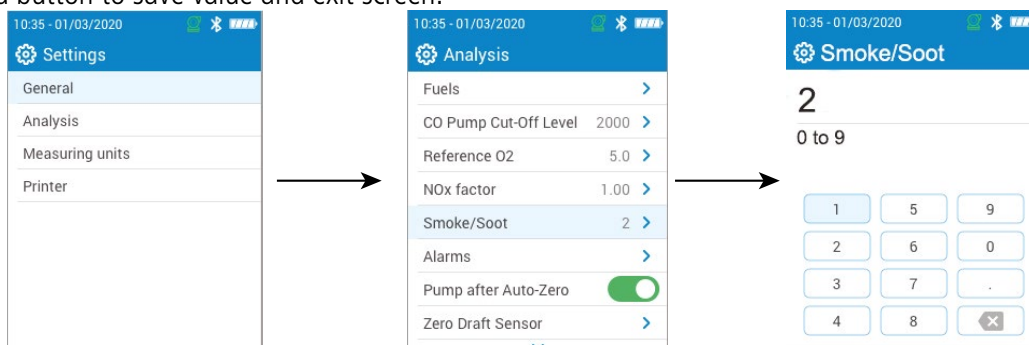 button to save value and exit screen.
10:35 - 01/03/2020
Settings
General
Analysis
Measuring units
Printer
10:35 - 01/03/2020
Analysis
Fuels
CO Pump Cut-Off Level 2000
Reference O2 5.0
NOx factor 1.00
Smoke/Soot 2
Alarms
Pump after Auto-Zero
Zero Draft Sensor
10:35 - 01/03/2020
Smoke/Soot
2
0 to 9
1 5 9
2 6 0
3 7 .
4 8